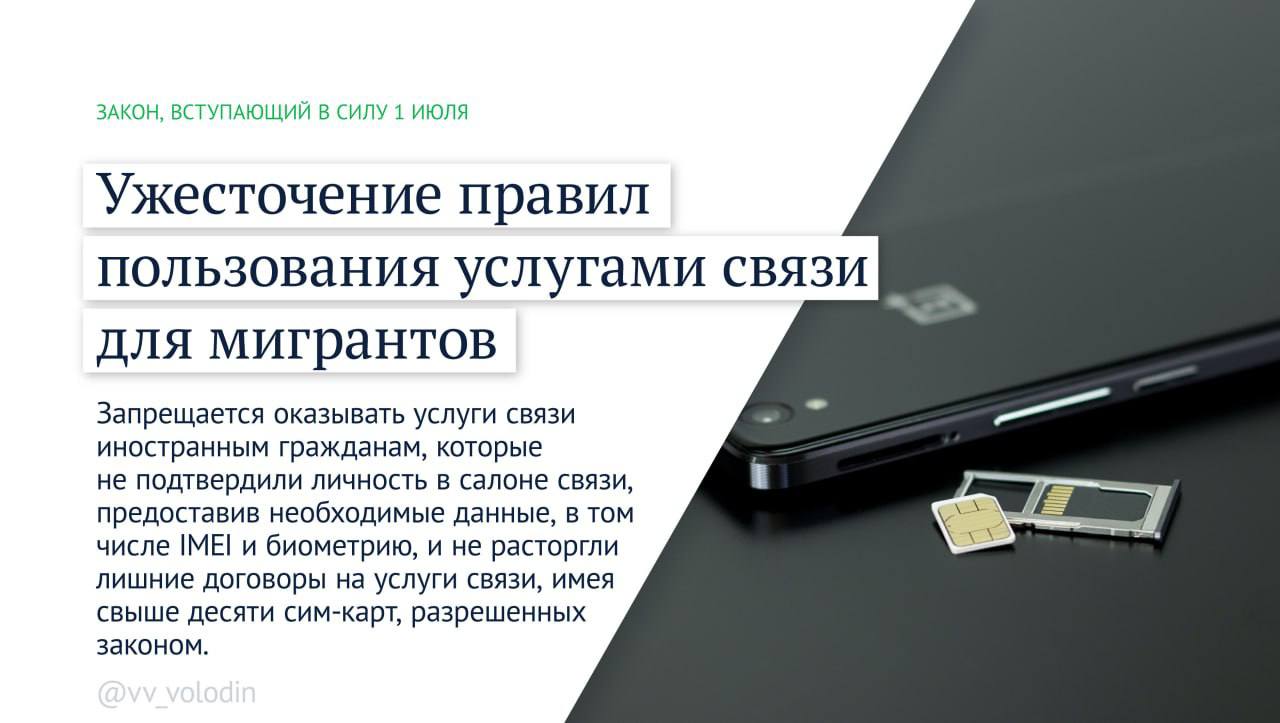 ЗАКОН, ВСТУПАЮЩИЙ В СИЛУ 1 ИЮЛЯ
Ужесточение правил
пользования услугами связи
для мигрантов
Запрещается оказывать услуги связи
иностранным гражданам, которые
не подтвердили личность в салоне связи,
предоставив необходимые данные, в том
числе IMEI и биометрию, и не расторгли
лишние договоры на услуги связи, имея
свыше десяти сим-карт, разрешенных
законом.
@vv_volodin